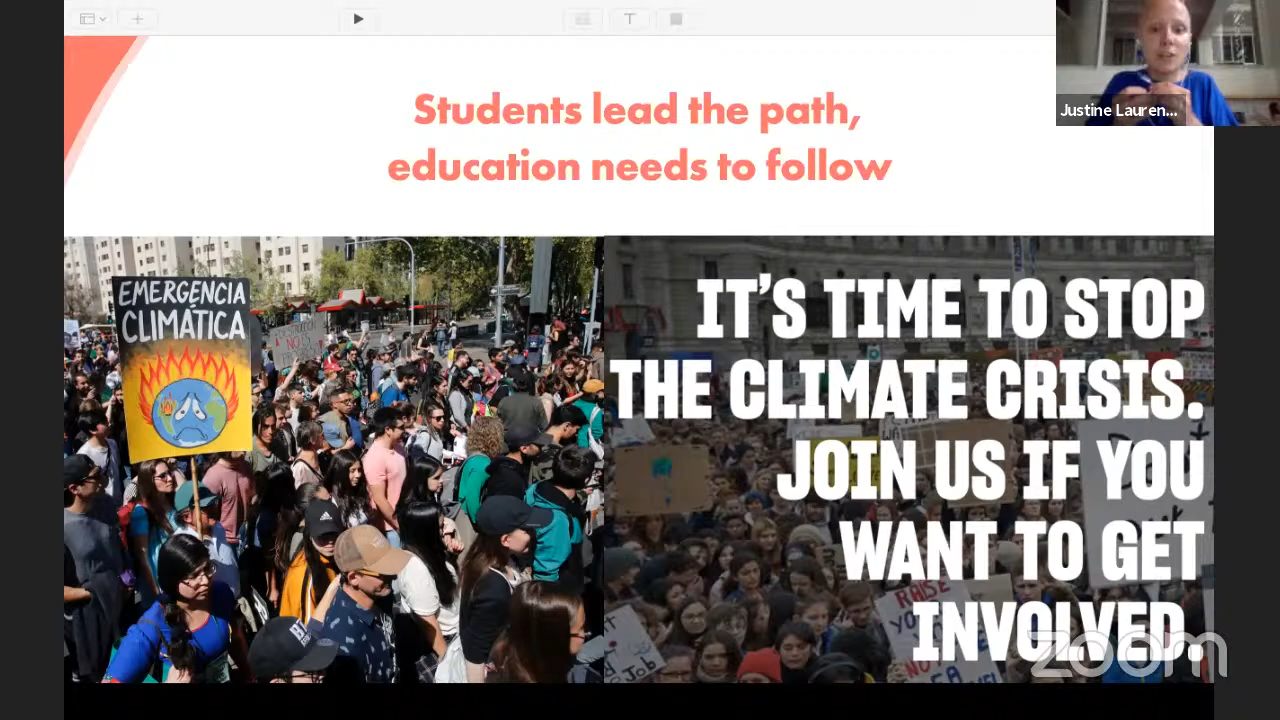 T
Justine Lauren...
Students lead the path,
education needs to follow
EMERGENCIA
CLIMÁTICA
IT'S TIME TO STOP
THE CLIMATE CRISIS.
JOIN US IF YOU
WANT TO GET
INVOLVED.
RAISE
zoom